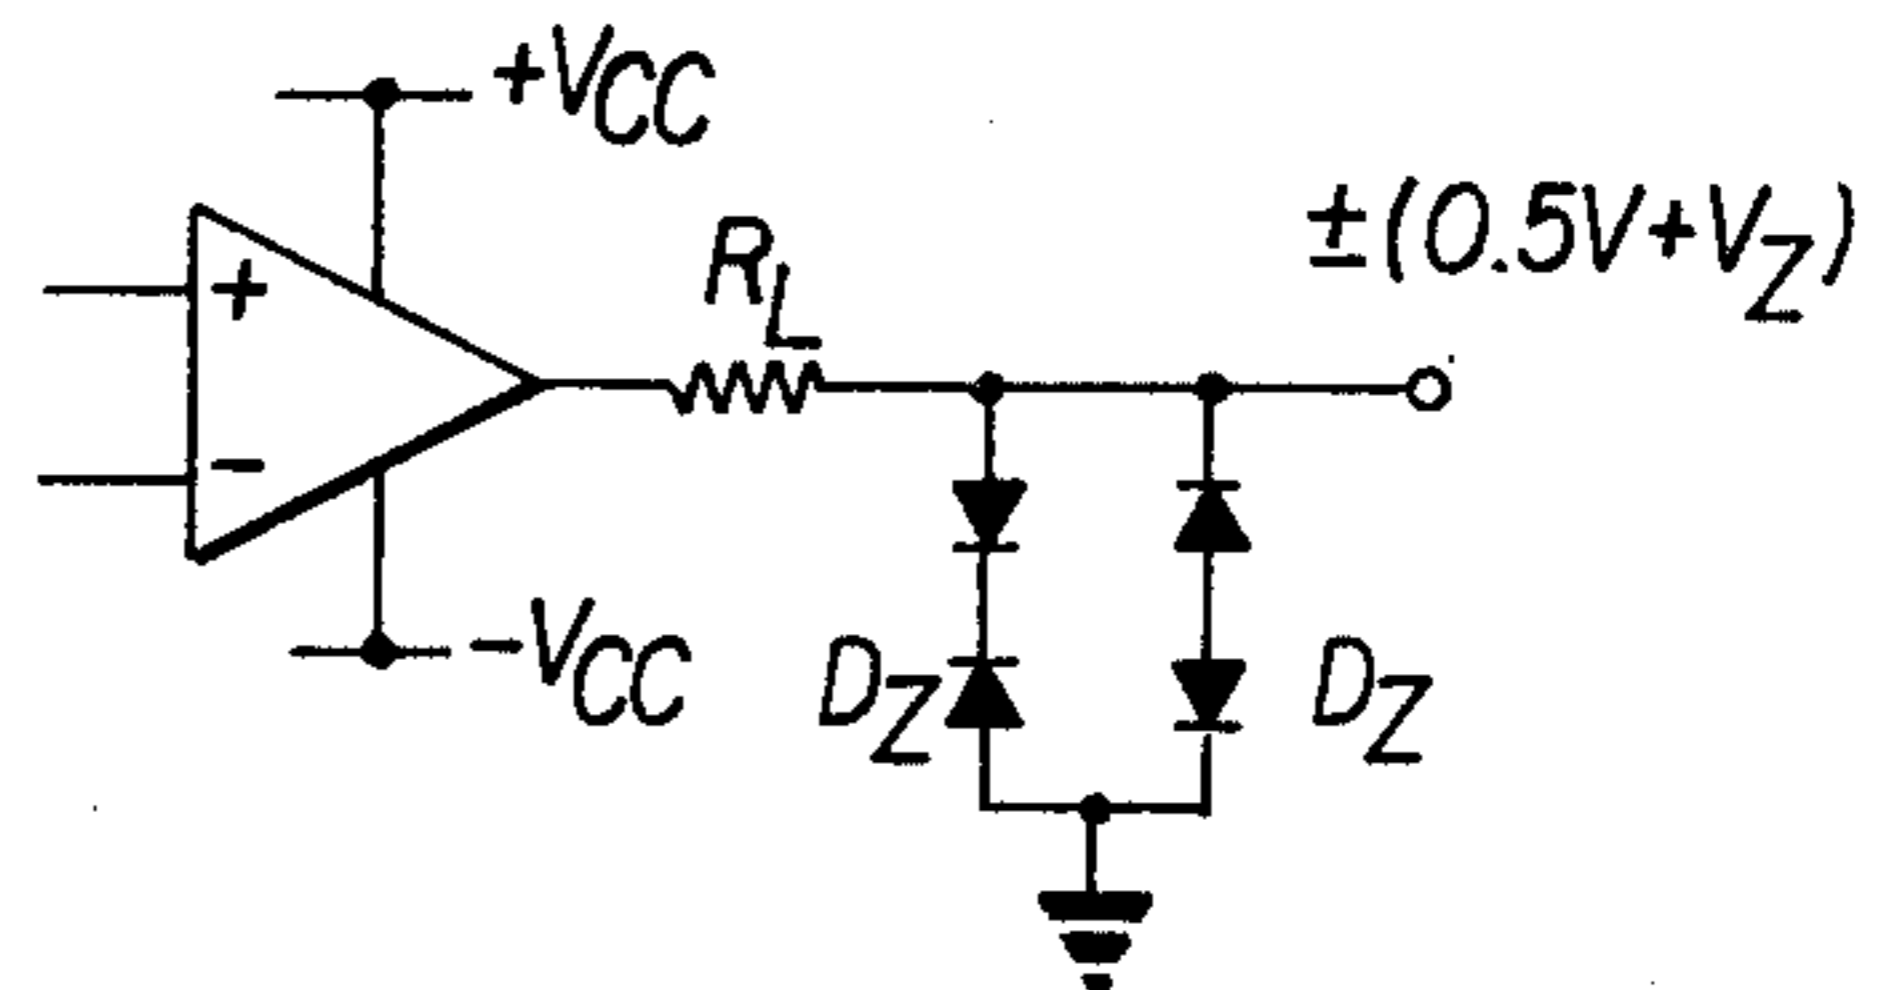 +VCC
±(0.5V+VZ)
RL
+
-
-VCC
DZ
DZ